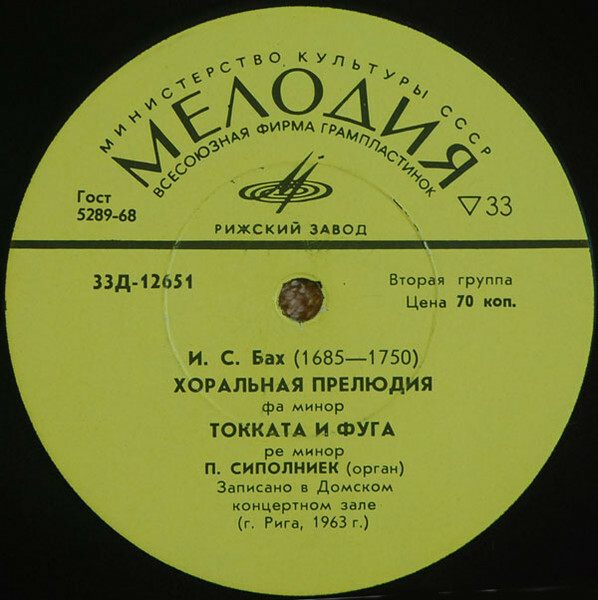 МИНИСТЕРСТВО КУЛЬТУРЫ СССР
МЕЛОДИЯ
ВСЕСОЮЗНАЯ ФИРМА ГРАМПЛАСТИНОК
Гост
5289-68
▽33
РИЖСКИЙ ЗАВОД
33Д-12651
Вторая группа
Цена 70 коп.
И. С. Бах (1685—1750)
ХОРАЛЬНАЯ ПРЕЛЮДИЯ
фа минор
ТОККАТА И ФУГА
ре минор
П. СИПОЛНИЕК (орган)
Записано в Домском
концертном зале
(г. Рига, 1963 г.)